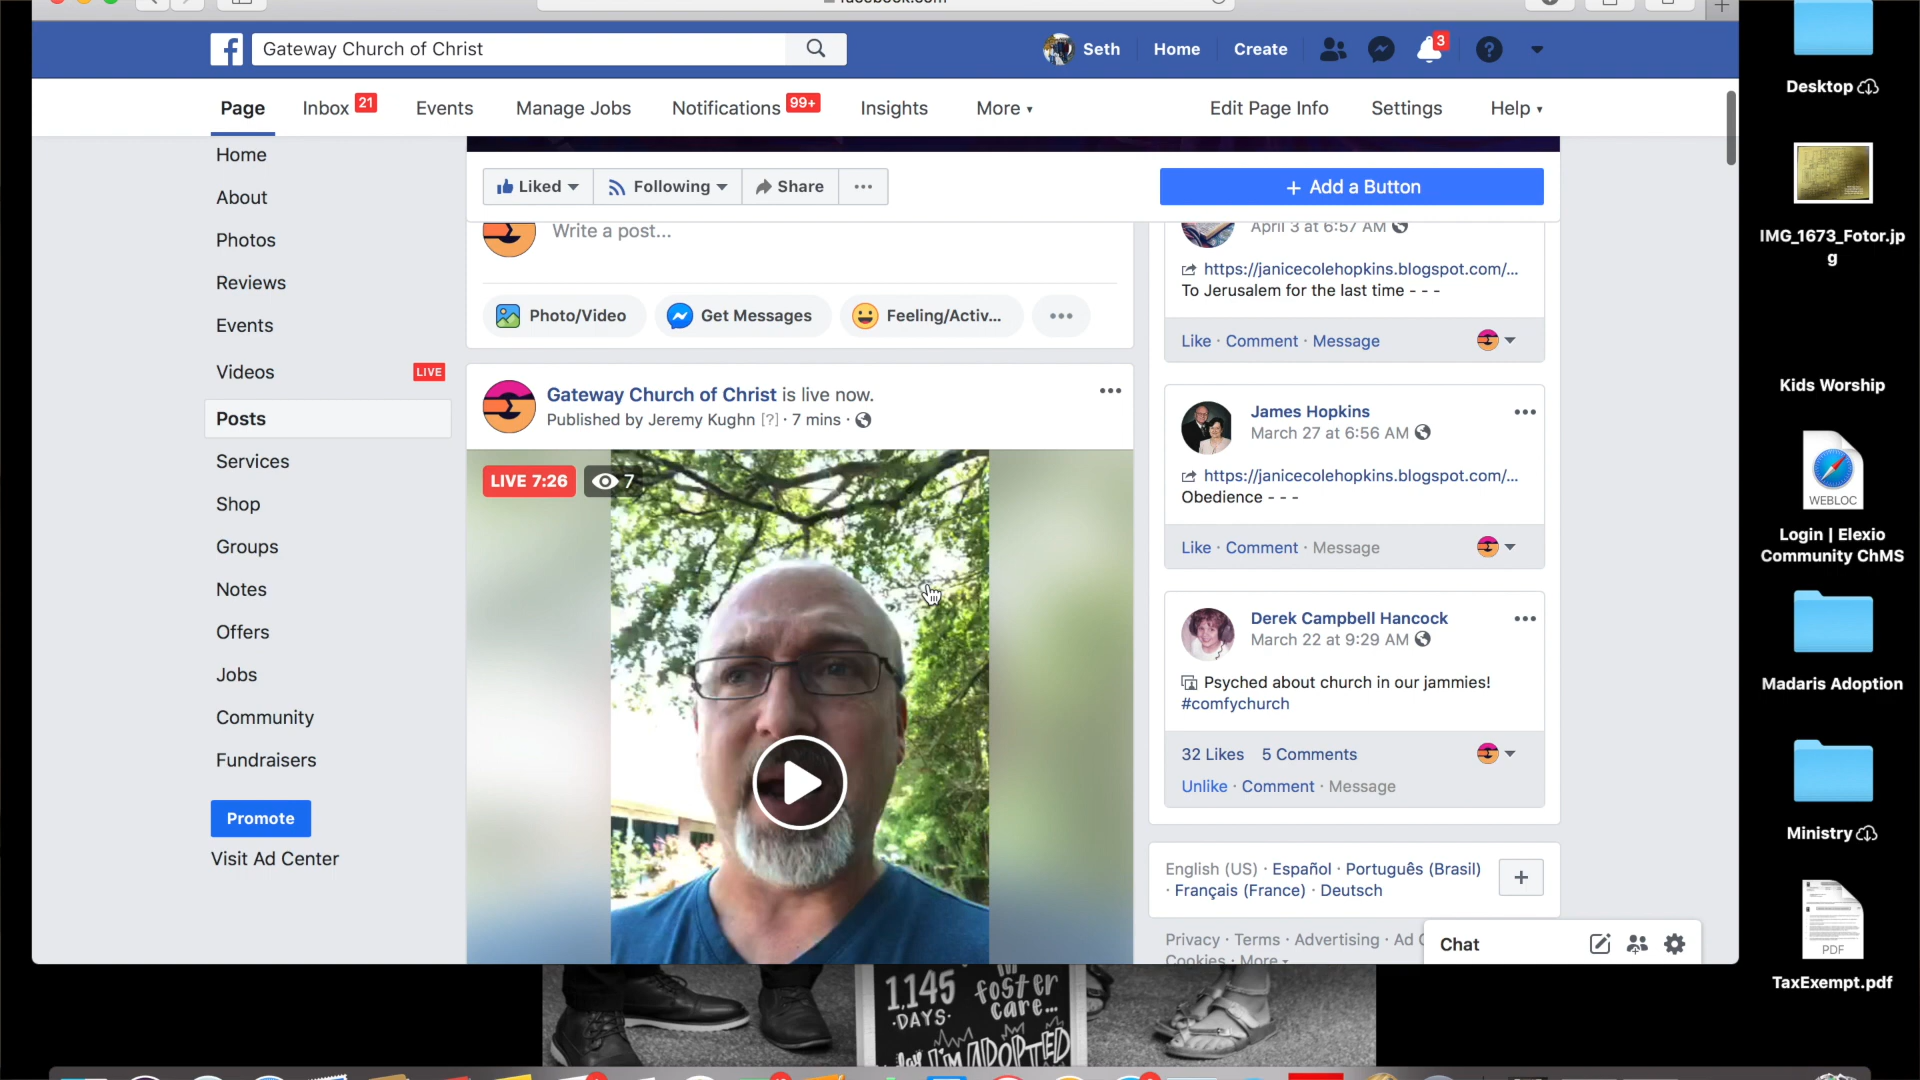 Gateway Church of Christ
Seth
Home
Create
3
Page
Inbox 21
Events
Manage Jobs
Notifications 99+
Insights
More
Edit Page Info
Settings
Help
Home
About
Photos
Reviews
Events
Videos LIVE
Posts
Services
Shop
Groups
Notes
Offers
Jobs
Community
Fundraisers
Promote
Visit Ad Center
Liked
Following
Share
+ Add a Button
Write a post...
Photo/Video
Get Messages
Feeling/Activ...
Gateway Church of Christ is live now.
Published by Jeremy Kughn [?] · 7 mins ·
LIVE 7:26
7
April 3 at 6:57 AM
https://janicecolehopkins.blogspot.com/...
To Jerusalem for the last time - - -
Like · Comment · Message
James Hopkins
March 27 at 6:56 AM
https://janicecolehopkins.blogspot.com/...
Obedience - - -
Like · Comment · Message
Derek Campbell Hancock
March 22 at 9:29 AM
Psyched about church in our jammies!
#comfychurch
32 Likes 5 Comments
Unlike · Comment · Message
English (US) · Español · Português (Brasil)
· Français (France) · Deutsch
Privacy · Terms · Advertising · Ad
Cookies · More
Chat
Desktop
IMG_1673_Fotor.jp
g
Kids Worship
WEBLOC
Login | Elexio
Community ChMS
Madaris Adoption
Ministry
PDF
TaxExempt.pdf
1,145
·DAYS·
foster
care...
I'M ADOPTED